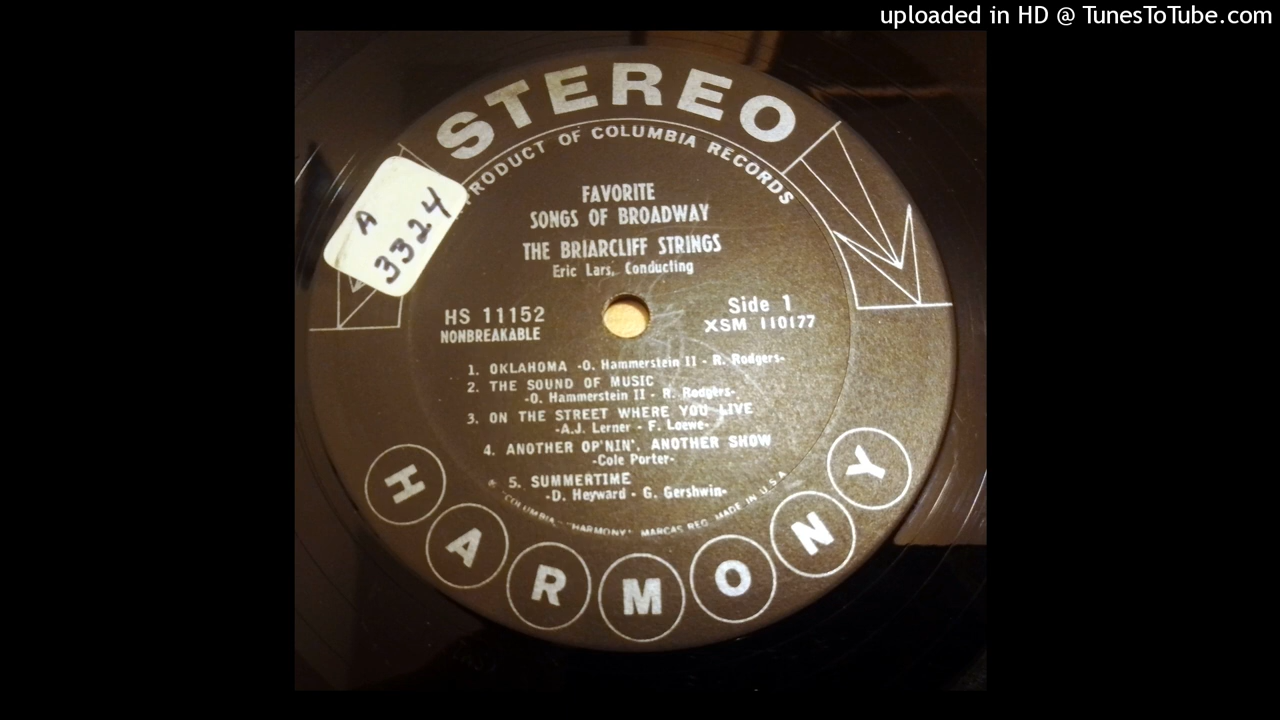 uploaded in HD @ TunesToTube.com
STEREO
PRODUCT OF COLUMBIA RECORDS
A
3324
FAVORITE
SONGS OF BROADWAY
THE BRIARCLIFF STRINGS
Eric Lars, Conducting
HS 11152
NONBREAKABLE
Side 1
XSM 110177
1. OKLAHOMA -O. Hammerstein II - R. Rodgers-
2. THE SOUND OF MUSIC
-O. Hammerstein II - R. Rodgers-
3. ON THE STREET WHERE YOU LIVE
-A.J. Lerner - F. Loewe-
4. ANOTHER OP'NIN', ANOTHER SHOW
-Cole Porter-
5. SUMMERTIME
-D. Heyward - G. Gershwin-
"COLUMBIA" "HARMONY" MARCAS REG. MADE IN U.S.A.
HARMONY